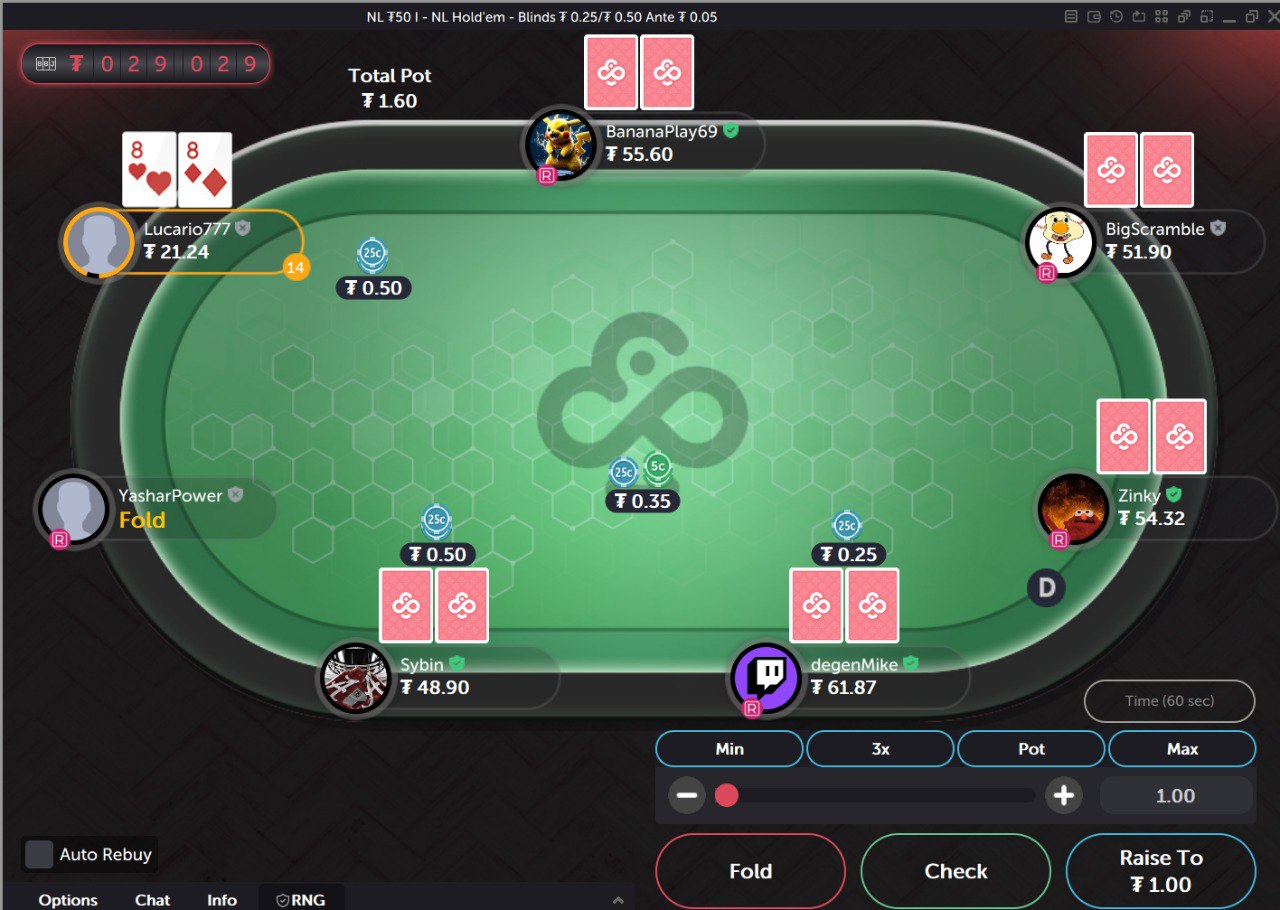 NL ₮50 I - NL Hold'em - Blinds ₮ 0.25/₮ 0.50 Ante ₮ 0.05
BBJ ₮ 0 2 9 0 2 9
Total Pot
₮ 1.60
BananaPlay69
₮ 55.60
R
8 8
Lucario777
₮ 21.24
14
25c
₮ 0.50
BigScramble
₮ 51.90
R
YasharPower
Fold
R
25c
₮ 0.50
25c 5c
₮ 0.35
25c
₮ 0.25
Zinky
₮ 54.32
R
D
Sybin
₮ 48.90
degenMike
₮ 61.87
R
Time (60 sec)
Min 3x Pot Max
1.00
Auto Rebuy
Fold Check Raise To
₮ 1.00
Options Chat Info RNG